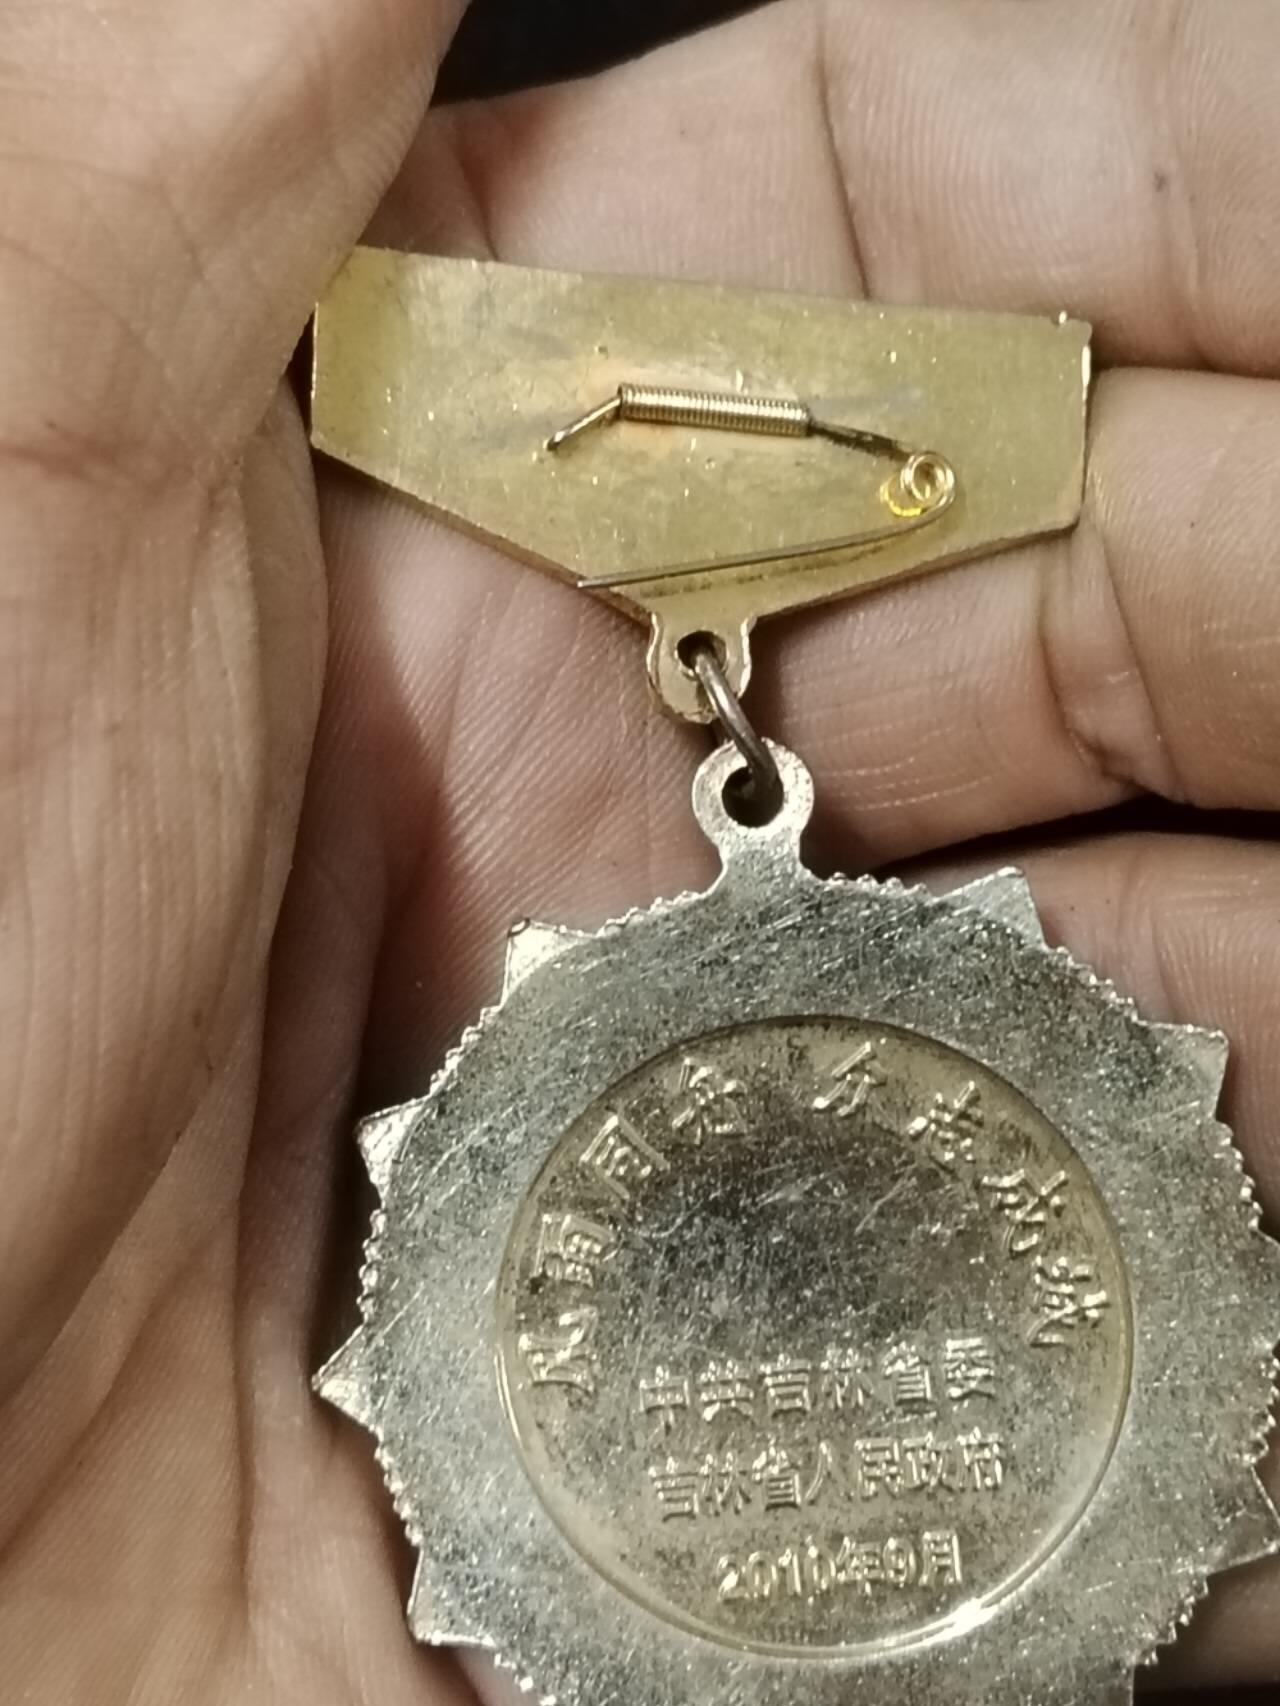 风雨同舟 众志成城
中共吉林省委
吉林省人民政府
2010年9月